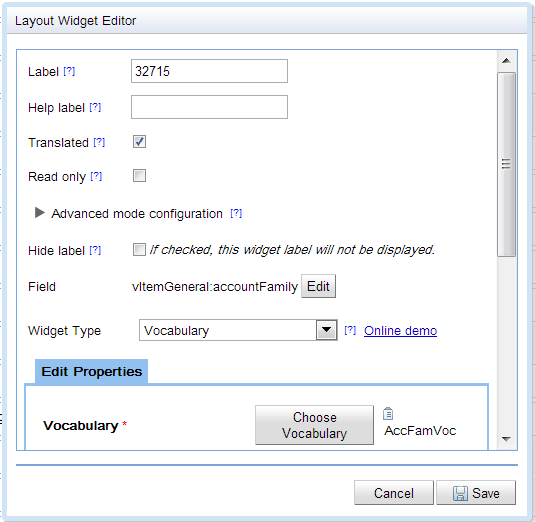 Layout Widget Editor
Label [?] 32715
Help label [?]
Translated [?]
Read only [?]
Advanced mode configuration [?]
Hide label [?] If checked, this widget label will not be displayed.
Field vItemGeneral:accountFamily Edit
Widget Type Vocabulary [?] Online demo
Edit Properties
Vocabulary * Choose
Vocabulary AccFamVoc
Cancel Save